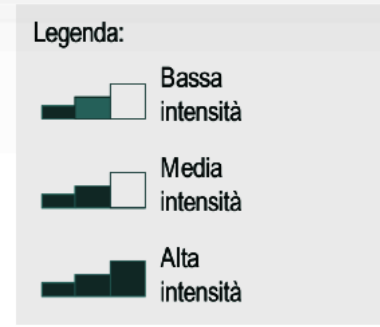 Legenda:
Bassa
intensità
Media
intensità
Alta
intensità